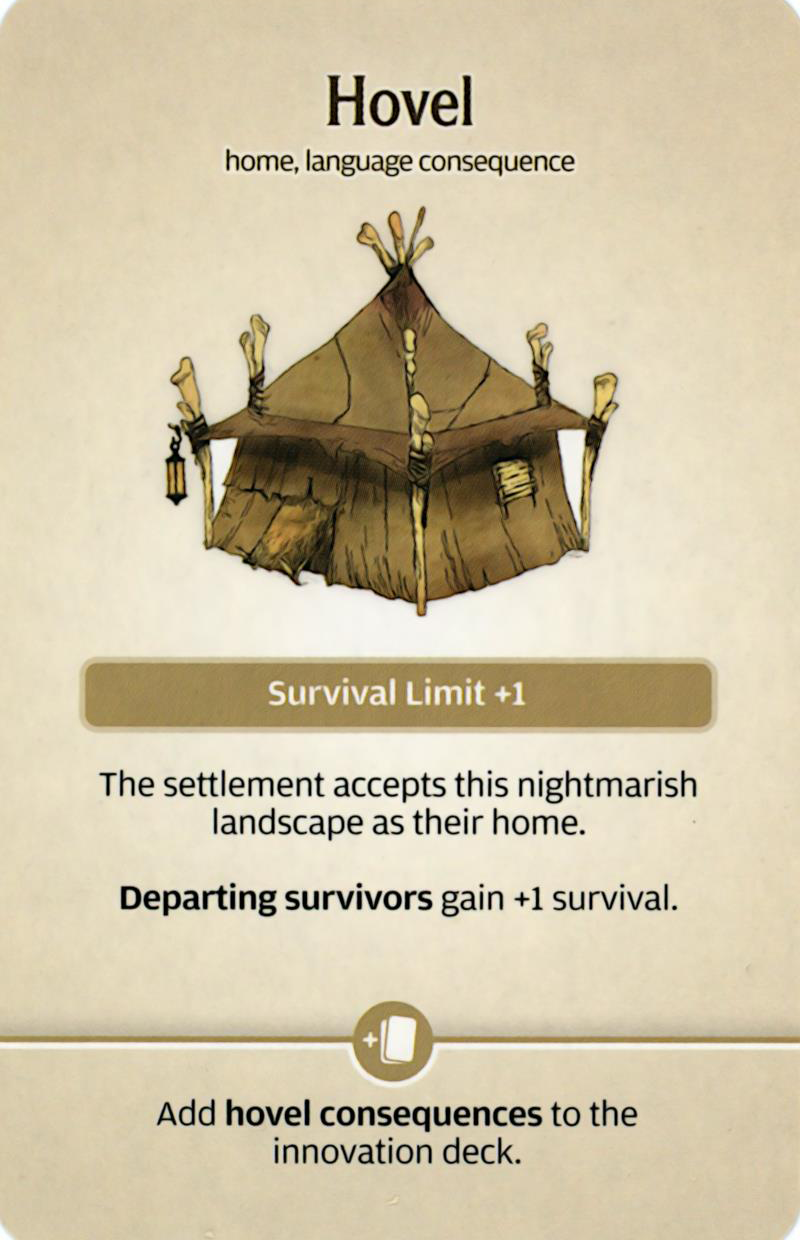 Hovel
home, language consequence
Survival Limit +1
The settlement accepts this nightmarish
landscape as their home.
Departing survivors gain +1 survival.
+
Add hovel consequences to the
innovation deck.